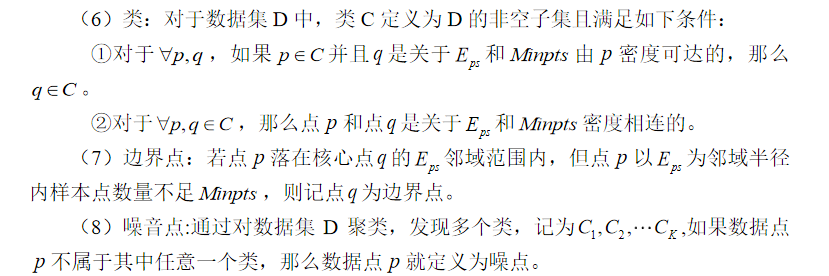 （6）类：对于数据集 D 中，类 C 定义为 D 的非空子集且满足如下条件：
①对于 ∀p,q ，如果 p∈C 并且 q 是关于 E_{ps} 和 Minpts 由 p 密度可达的，那么
q∈C 。
②对于 ∀p,q∈C ，那么点 p 和点 q 是关于 E_{ps} 和 Minpts 密度相连的。
（7）边界点：若点 p 落在核心点 q 的 E_{ps} 邻域范围内，但点 p 以 E_{ps} 为邻域半径
内样本点数量不足 Minpts ，则记点 q 为边界点。
（8）噪音点:通过对数据集 D 聚类，发现多个类，记为 C_1,C_2,⋯C_K ,如果数据点
p 不属于其中任意一个类，那么数据点 p 就定义为噪点。